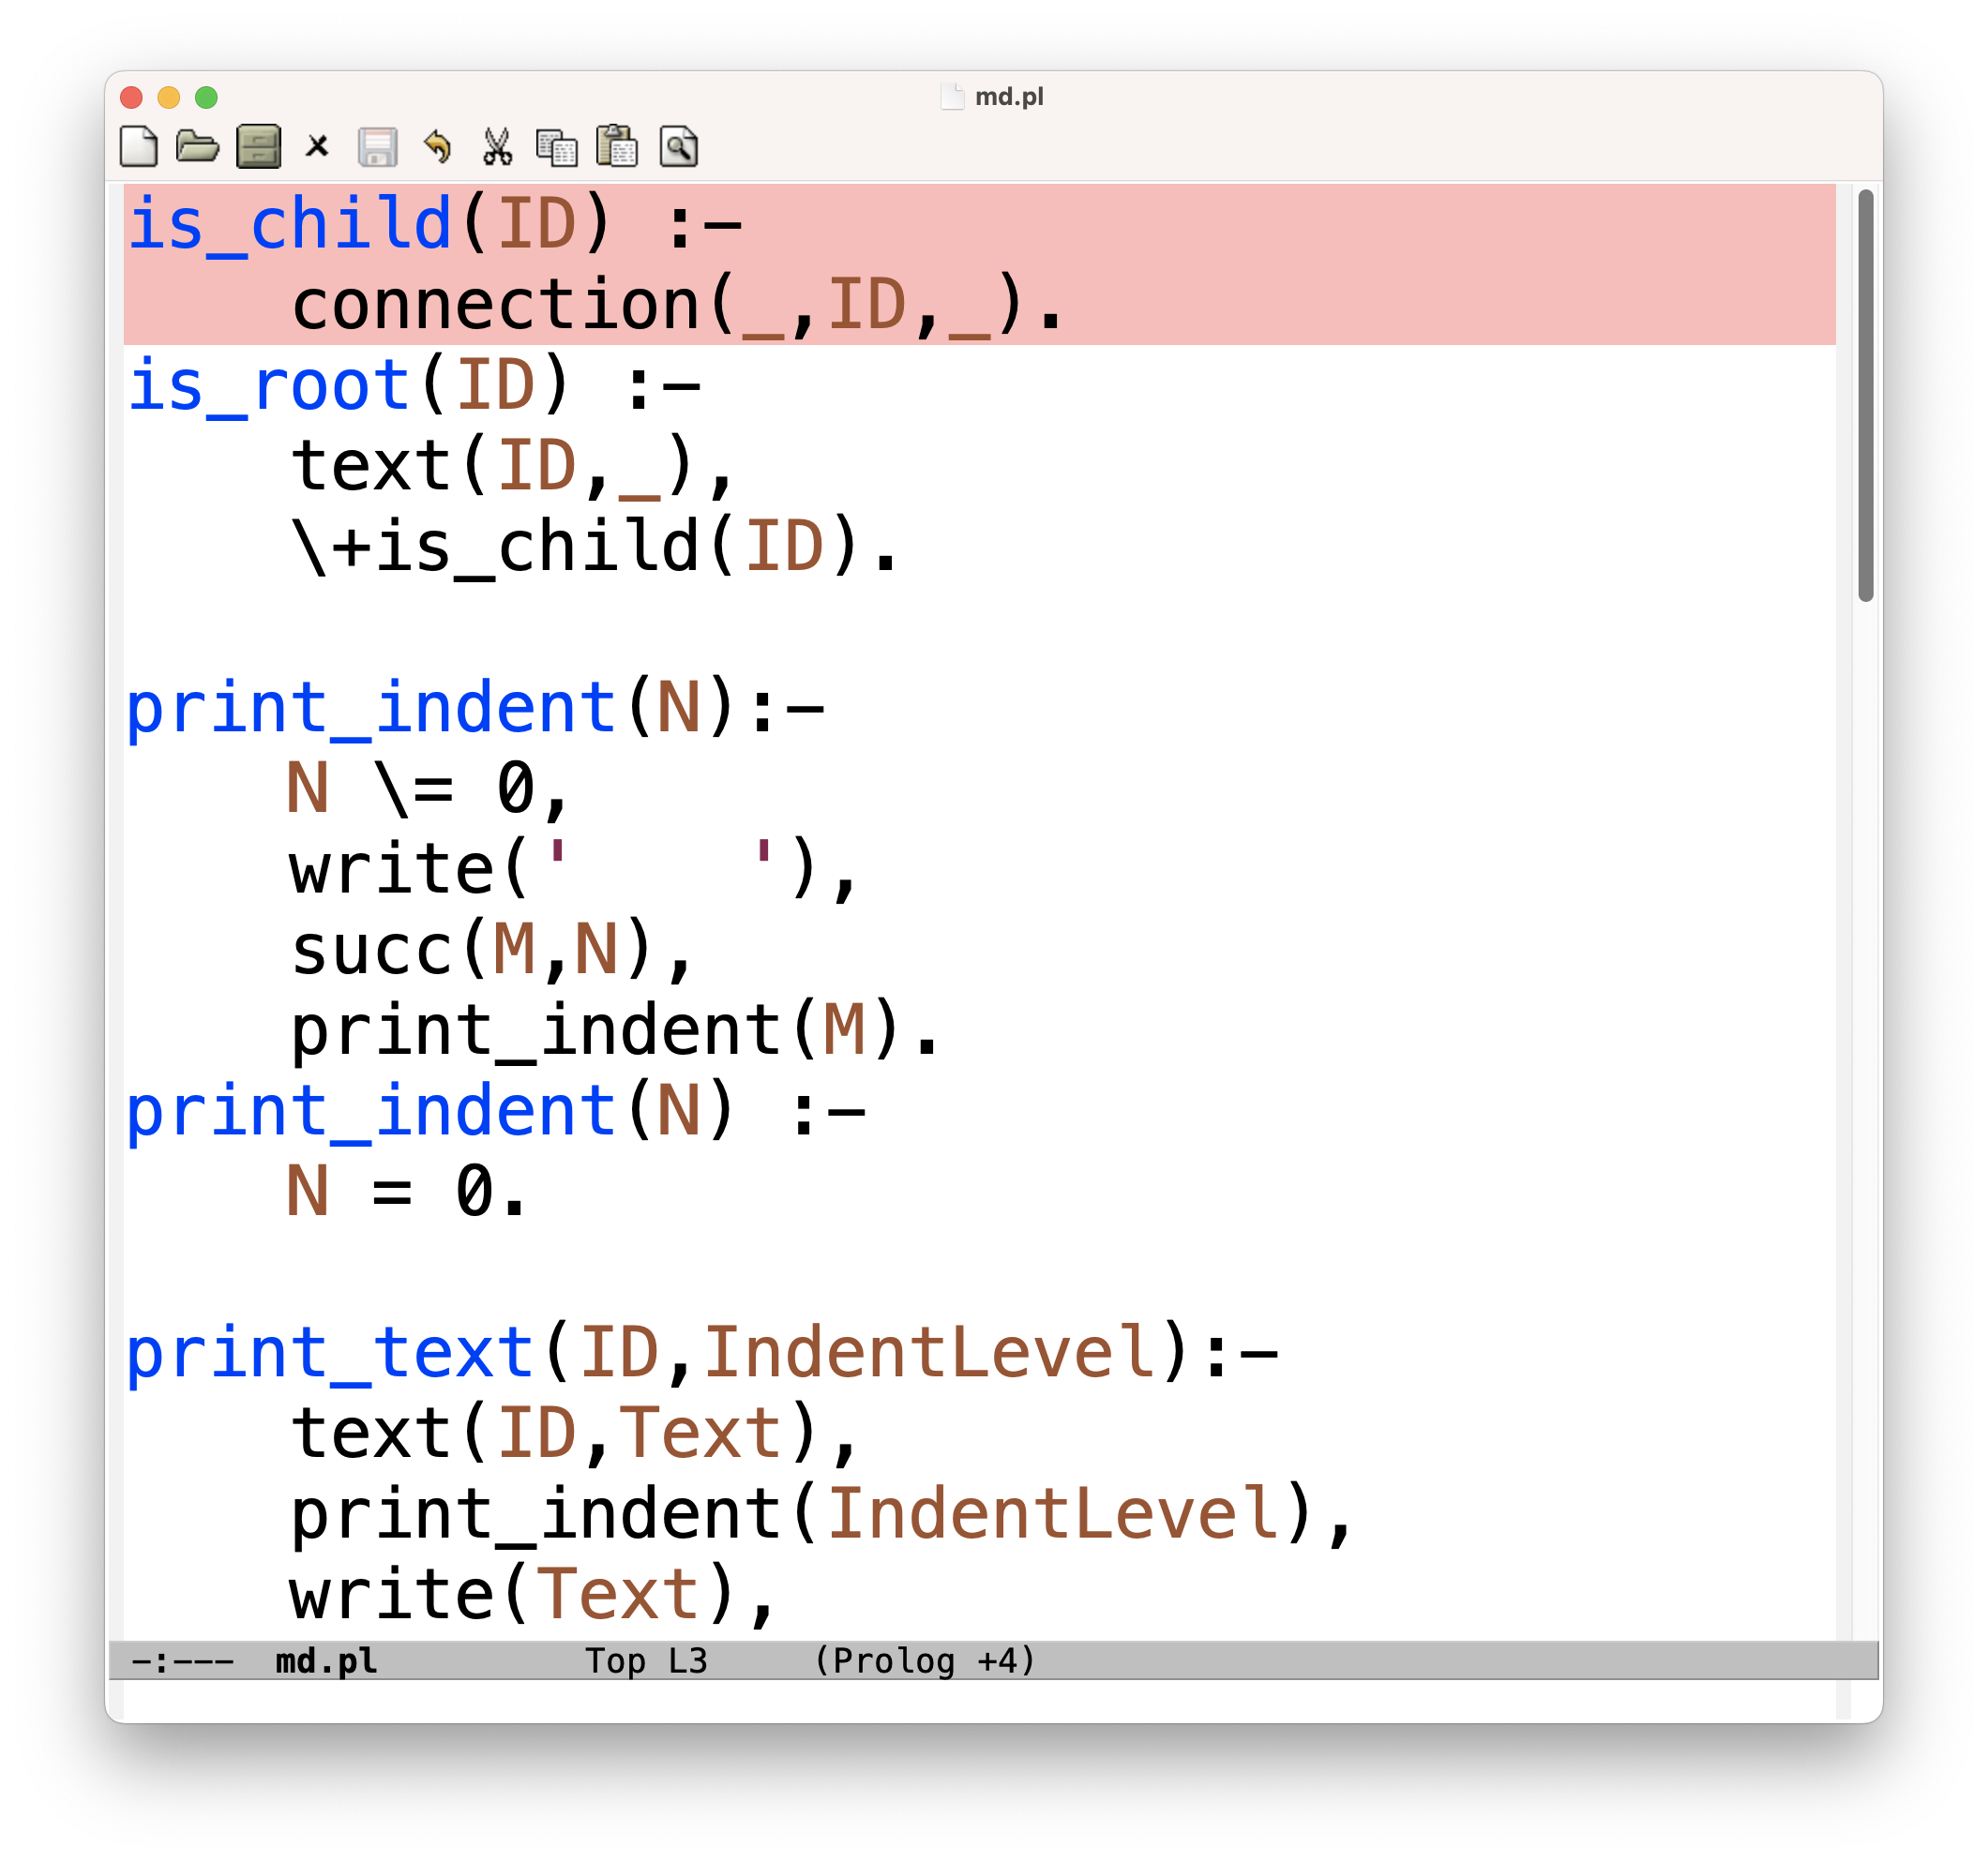 md.pl
is_child(ID) :-
    connection(_,ID,_).
is_root(ID) :-
    text(ID,_),
    \+is_child(ID).

print_indent(N):-
    N \= 0,
    write('    '),
    succ(M,N),
    print_indent(M).
print_indent(N) :-
    N = 0.

print_text(ID,IndentLevel):-
    text(ID,Text),
    print_indent(IndentLevel),
    write(Text),
-:---  md.pl          Top L3     (Prolog +4)